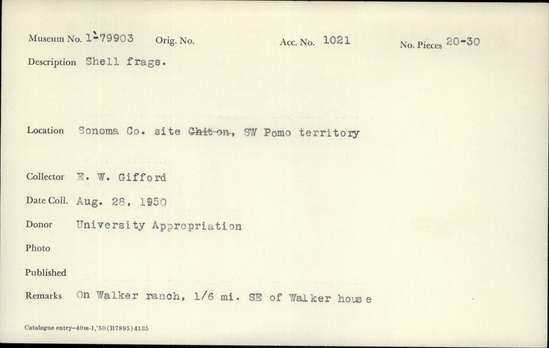 Museum No. 1-79903 Orig. No. Acc. No. 1021 No. Pieces 20-30
Description Shell frags.
Location Sonoma Co. site Chiton, SW Pomo territory
Collector E. W. Gifford
Date Coll. Aug. 28, 1950
Donor University Appropriation
Photo
Published
Remarks On Walker ranch, 1/6 mi. SE of Walker house
Catalogue entry—40m-1,'50(B7895)4135